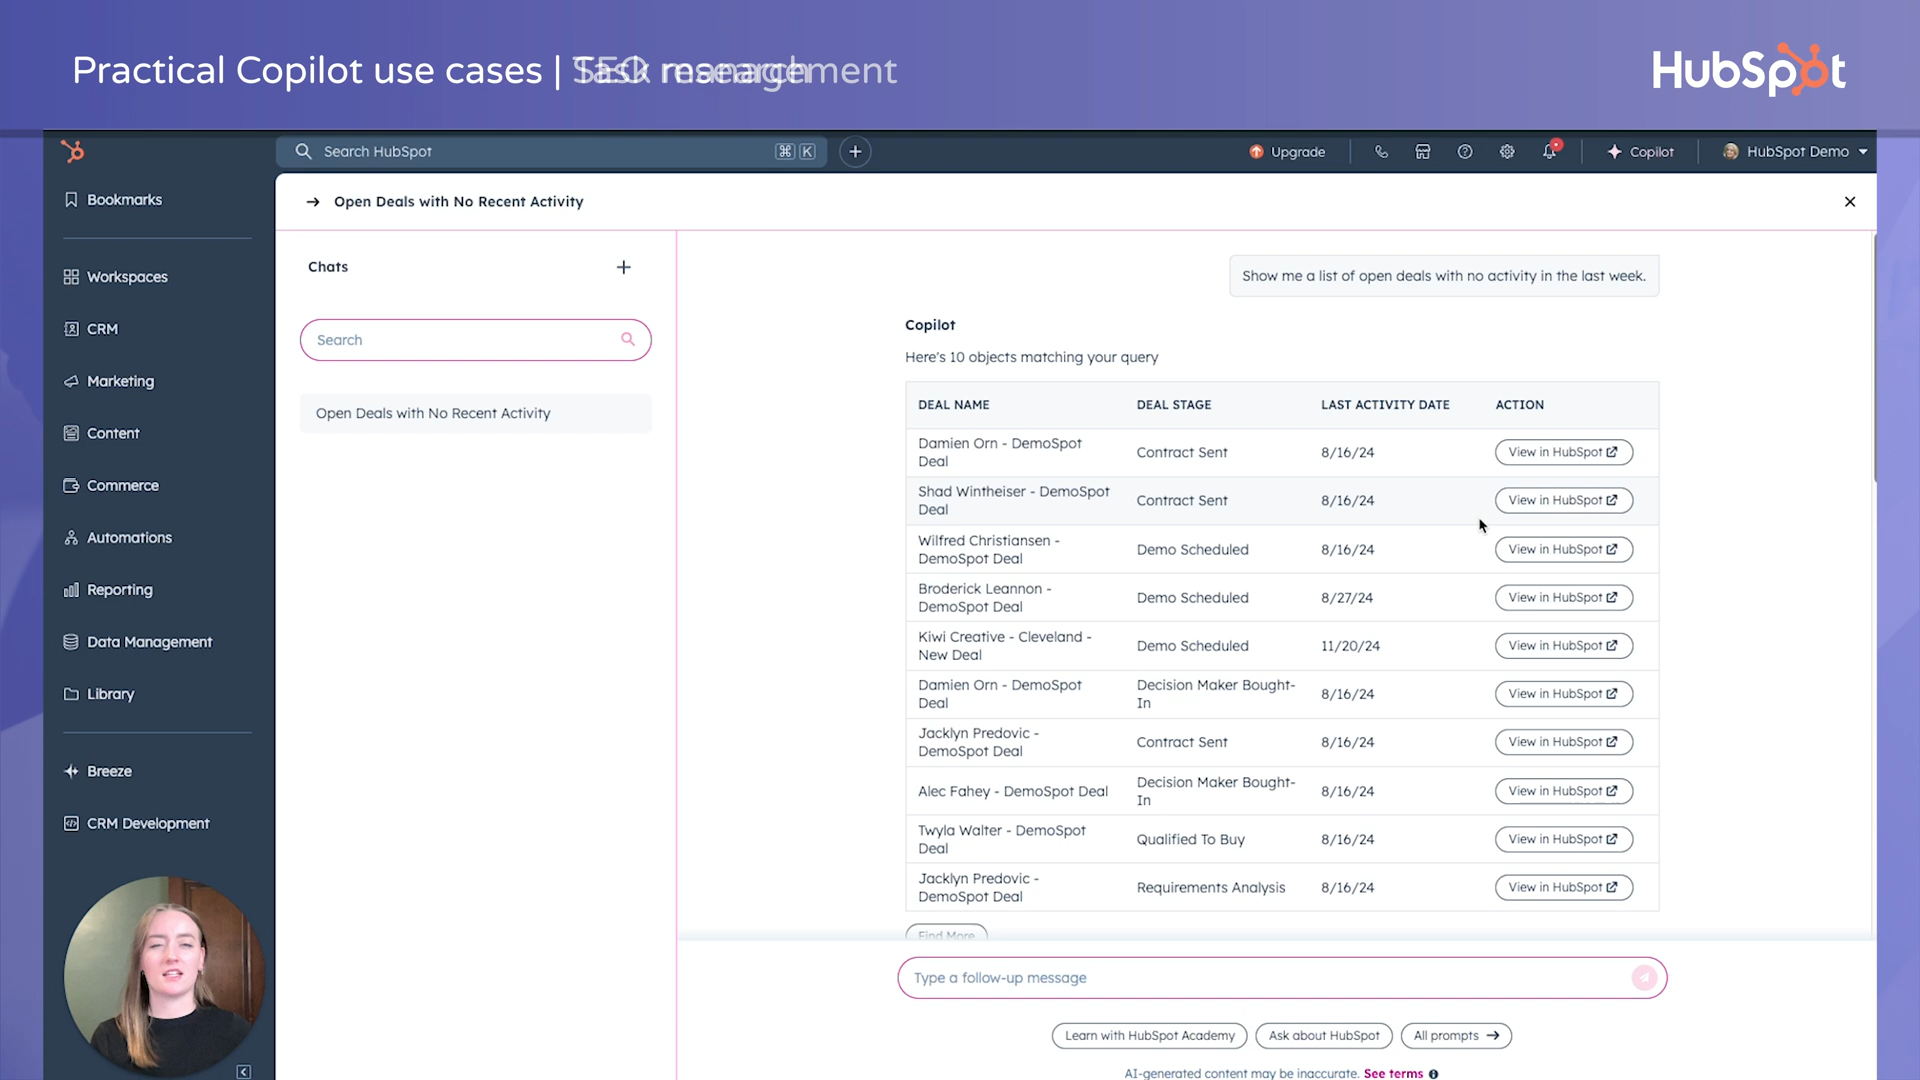 Practical Copilot use cases | Task management
SEO research
HubSpot
Search HubSpot
⌘ K
Upgrade
Copilot
HubSpot Demo
Bookmarks
Workspaces
CRM
Marketing
Content
Commerce
Automations
Reporting
Data Management
Library
Breeze
CRM Development
→ Open Deals with No Recent Activity
Chats
Search
Open Deals with No Recent Activity
Show me a list of open deals with no activity in the last week.
Copilot
Here's 10 objects matching your query
DEAL NAME DEAL STAGE LAST ACTIVITY DATE ACTION
Damien Orn - DemoSpot
Deal
Contract Sent 8/16/24 View in HubSpot
Shad Wintheiser - DemoSpot
Deal
Contract Sent 8/16/24 View in HubSpot
Wilfred Christiansen -
DemoSpot Deal
Demo Scheduled 8/16/24 View in HubSpot
Broderick Leannon -
DemoSpot Deal
Demo Scheduled 8/27/24 View in HubSpot
Kiwi Creative - Cleveland -
New Deal
Demo Scheduled 11/20/24 View in HubSpot
Damien Orn - DemoSpot
Deal
Decision Maker Bought-
In
8/16/24 View in HubSpot
Jacklyn Predovic -
DemoSpot Deal
Contract Sent 8/16/24 View in HubSpot
Alec Fahey - DemoSpot Deal
Decision Maker Bought-
In
8/16/24 View in HubSpot
Twyla Walter - DemoSpot
Deal
Qualified To Buy 8/16/24 View in HubSpot
Jacklyn Predovic -
DemoSpot Deal
Requirements Analysis 8/16/24 View in HubSpot
Find More
Type a follow-up message
Learn with HubSpot Academy
Ask about HubSpot
All prompts →
AI-generated content may be inaccurate. See terms